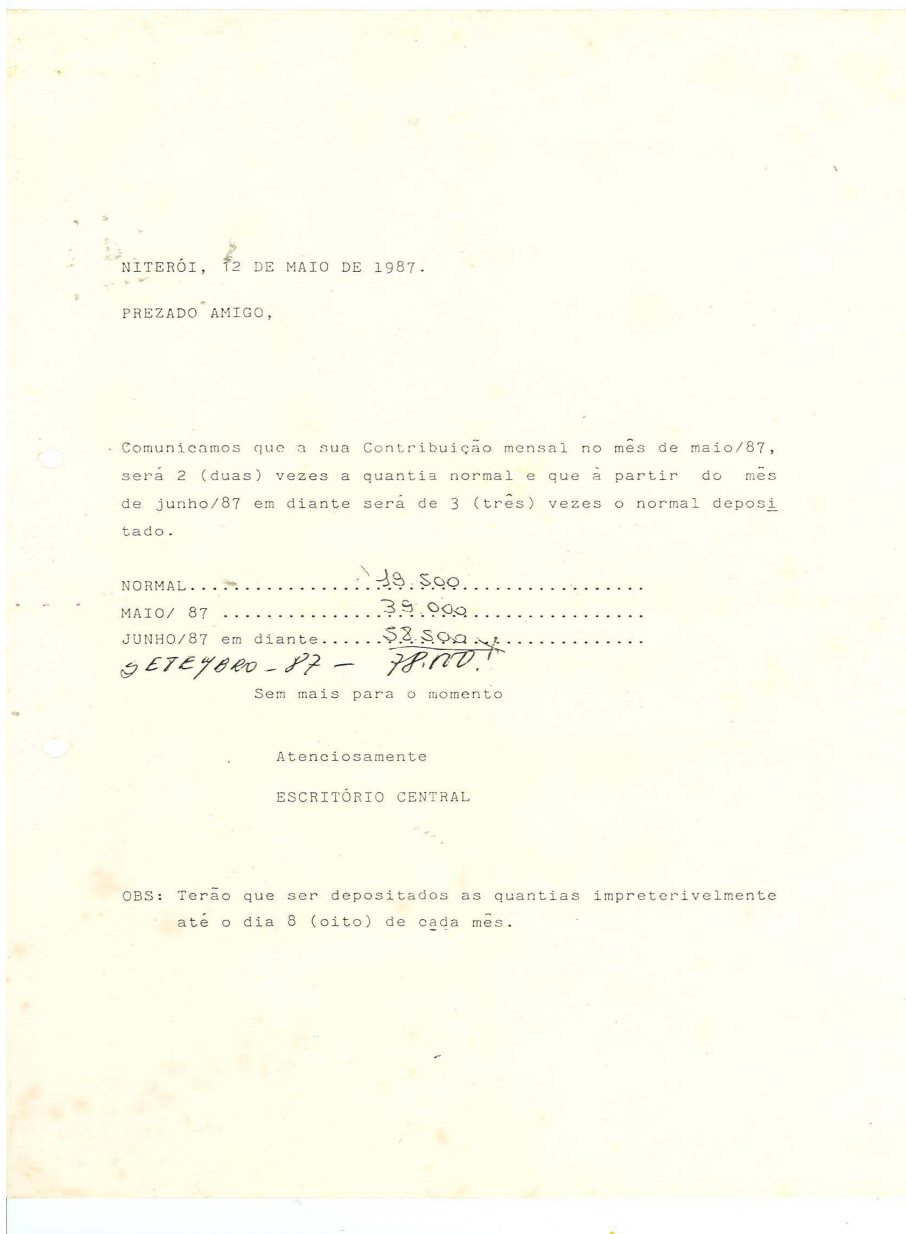 NITERÓI, 12 DE MAIO DE 1987.
PREZADO AMIGO,
Comunicamos que a sua Contribuição mensal no mês de maio/87,
será 2 (duas) vezes a quantia normal e que à partir do mês
de junho/87 em diante será de 3 (três) vezes o normal deposi
tado.
NORMAL.................19.500.................
MAIO/ 87 ...............39.000.................
JUNHO/87 em diante......58.500.................
SETEMBRO - 87 - 78.000.
Sem mais para o momento
Atenciosamente
ESCRITÓRIO CENTRAL
OBS: Terão que ser depositados as quantias impreterivelmente
até o dia 8 (oito) de cada mês.